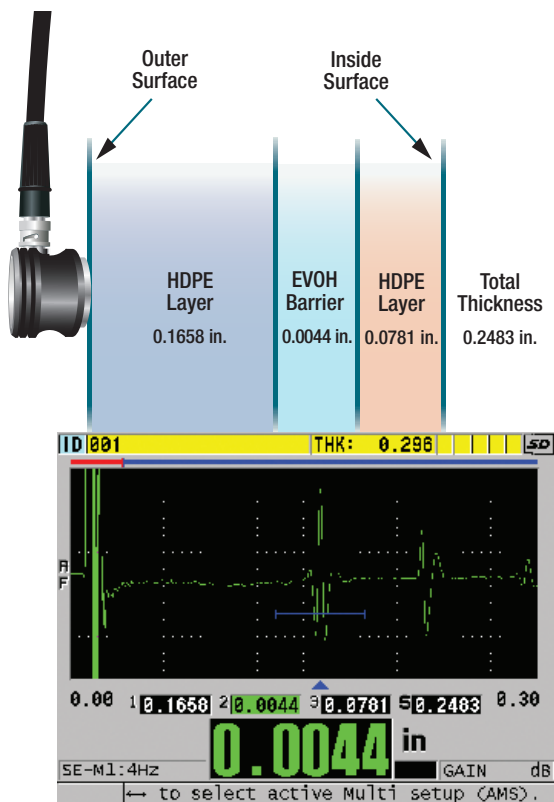 Outer
Surface
Inside
Surface
HDPE
Layer
0.1658 in.
EVOH
Barrier
0.0044 in.
HDPE
Layer
0.0781 in.
Total
Thickness
0.2483 in.
ID 001 THK: 0.296 SD
A
F
0.00 1 0.1658 2 0.0044 3 0.0781 S 0.2483 0.30
0.0044 in
SE-M1:4Hz GAIN dB
↔ to select active Multi setup (AMS).